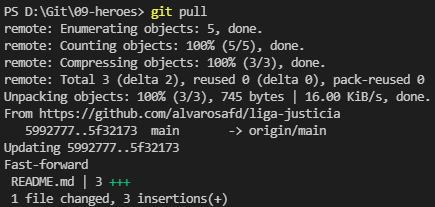 PS D:\Git\09-heroes> git pull
remote: Enumerating objects: 5, done.
remote: Counting objects: 100% (5/5), done.
remote: Compressing objects: 100% (3/3), done.
remote: Total 3 (delta 2), reused 0 (delta 0), pack-reused 0
Unpacking objects: 100% (3/3), 745 bytes | 16.00 KiB/s, done.
From https://github.com/alvarosafd/liga-justicia
   5992777..5f32173  main       -> origin/main
Updating 5992777..5f32173
Fast-forward
 README.md | 3 +++
 1 file changed, 3 insertions(+)